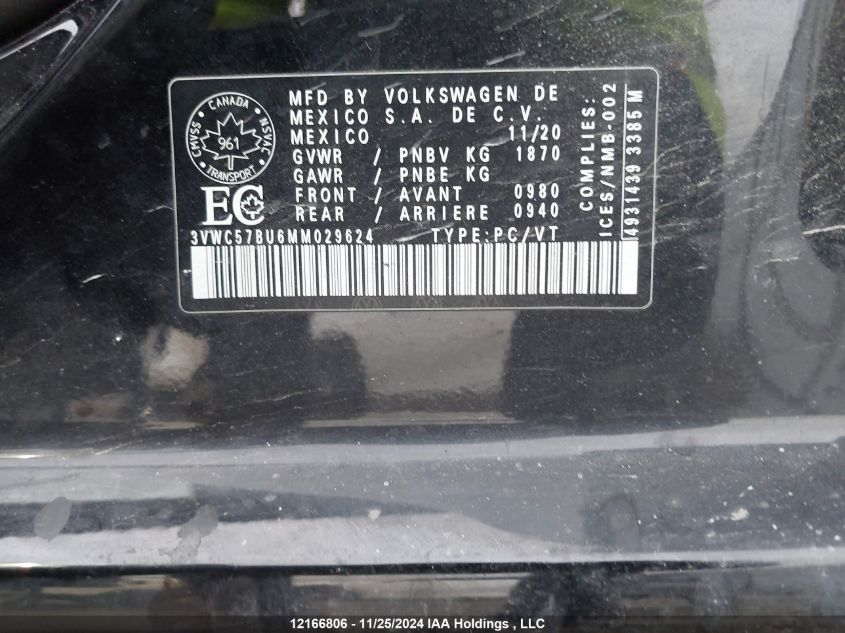 CANADA
CMVSS NSVAC
961
TRANSPORT
EC
MFD BY VOLKSWAGEN DE
MEXICO S.A. DE C.V.
MEXICO 11/20
GVWR / PNBV KG 1870
GAWR / PNBE KG
FRONT / AVANT 0980
REAR / ARRIERE 0940
3VWC57BU6MM029624 TYPE:PC/VT
COMPLIES:
ICES/NMB-002
4931439 3385 M
12166806 - 11/25/2024 IAA Holdings , LLC